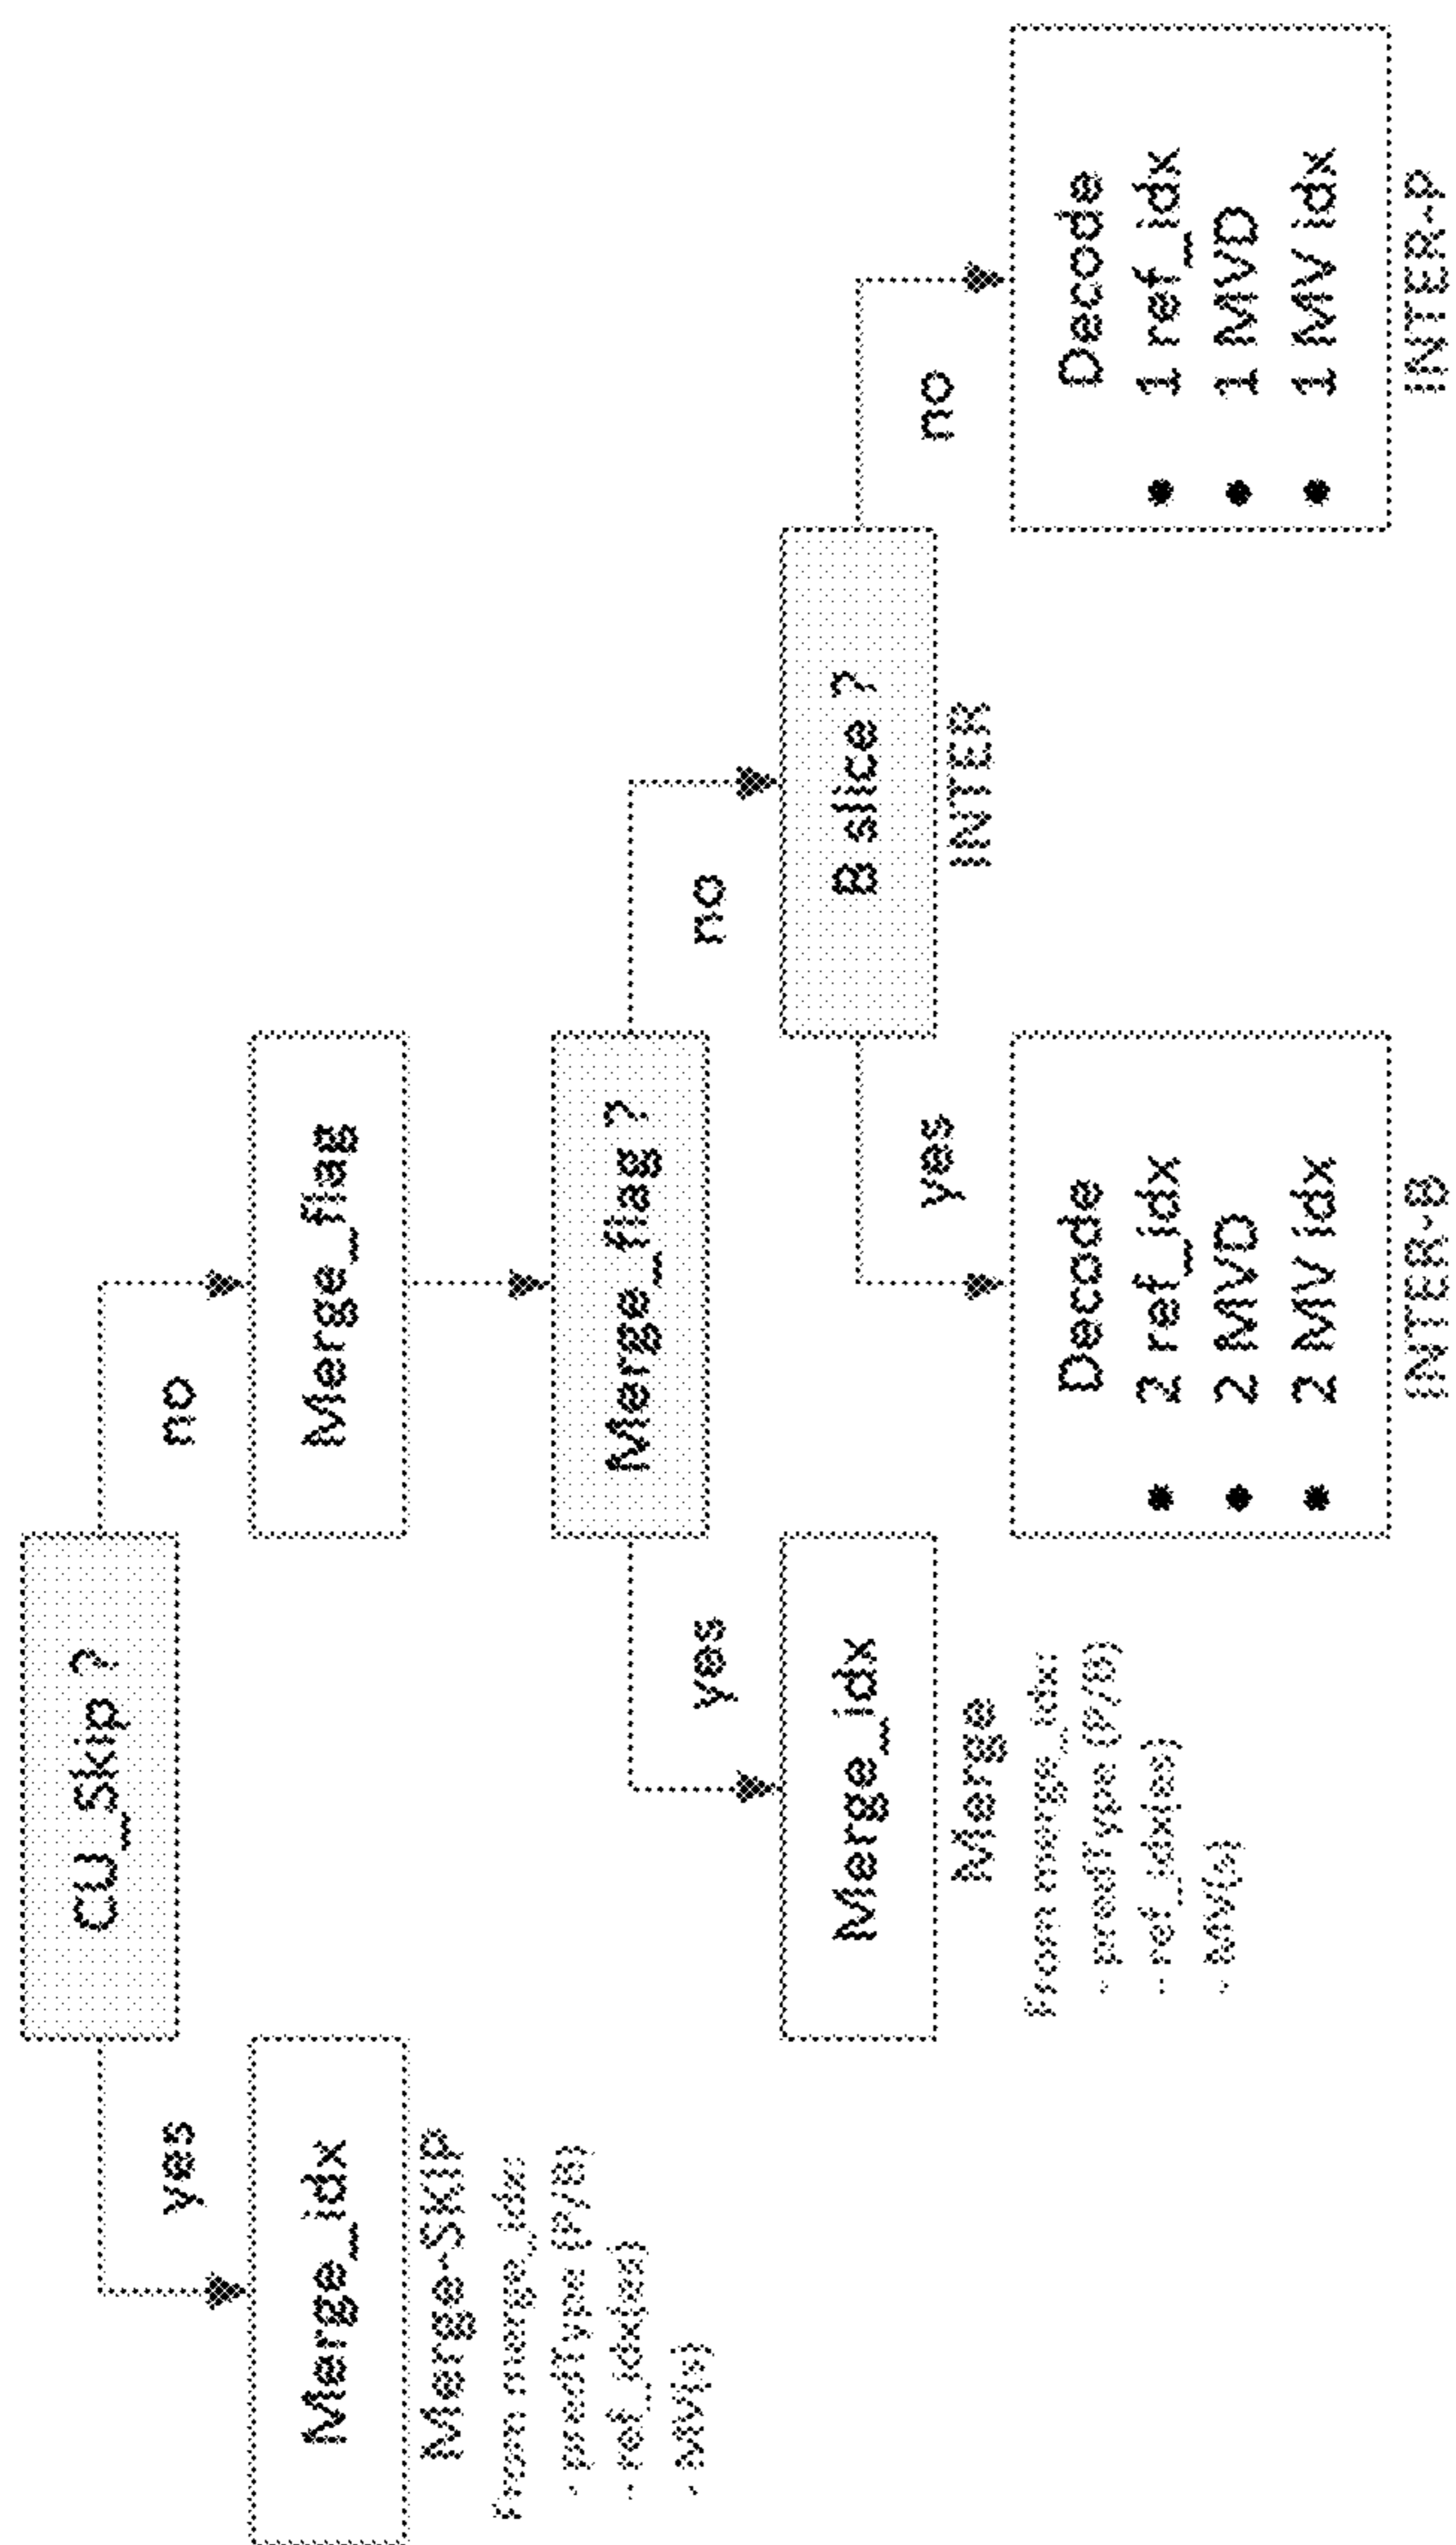 CU_Skip ?
yes
no
Merge_idx
Merge-SKIP
From merge_idx:
- predType (P/B)
- ref_idx(es)
- MV(s)
Merge_flag
Merge_flag ?
yes
no
Merge_idx
Merge
From merge_idx:
- predType (P/B)
- ref_idx(es)
- MV(s)
B slice ?
INTER
yes
no
Decode
• 2 ref_idx
• 2 MVD
• 2 MV idx
INTER-B
Decode
• 1 ref_idx
• 1 MVD
• 1 MV idx
INTER-P